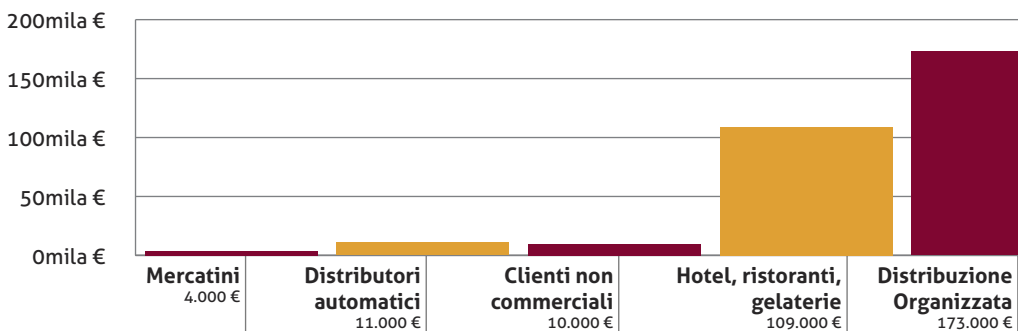 200mila €
150mila €
100mila €
50mila €
0mila €
Mercatini
4.000 €
Distributori
automatici
11.000 €
Clienti non
commerciali
10.000 €
Hotel, ristoranti,
gelaterie
109.000 €
Distribuzione
Organizzata
173.000 €